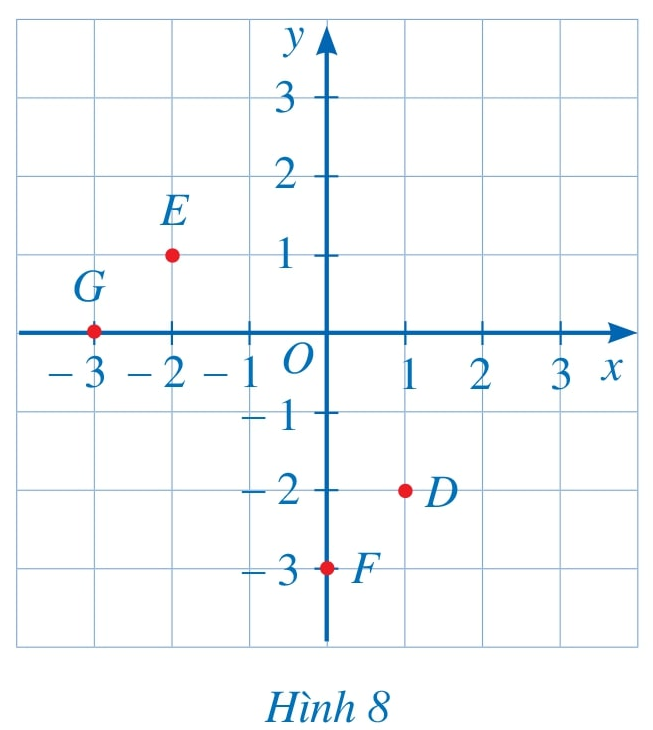 y
3
2
E
1
G
O
– 3 – 2 – 1 1 2 3 x
– 1
– 2 D
– 3 F
Hình 8